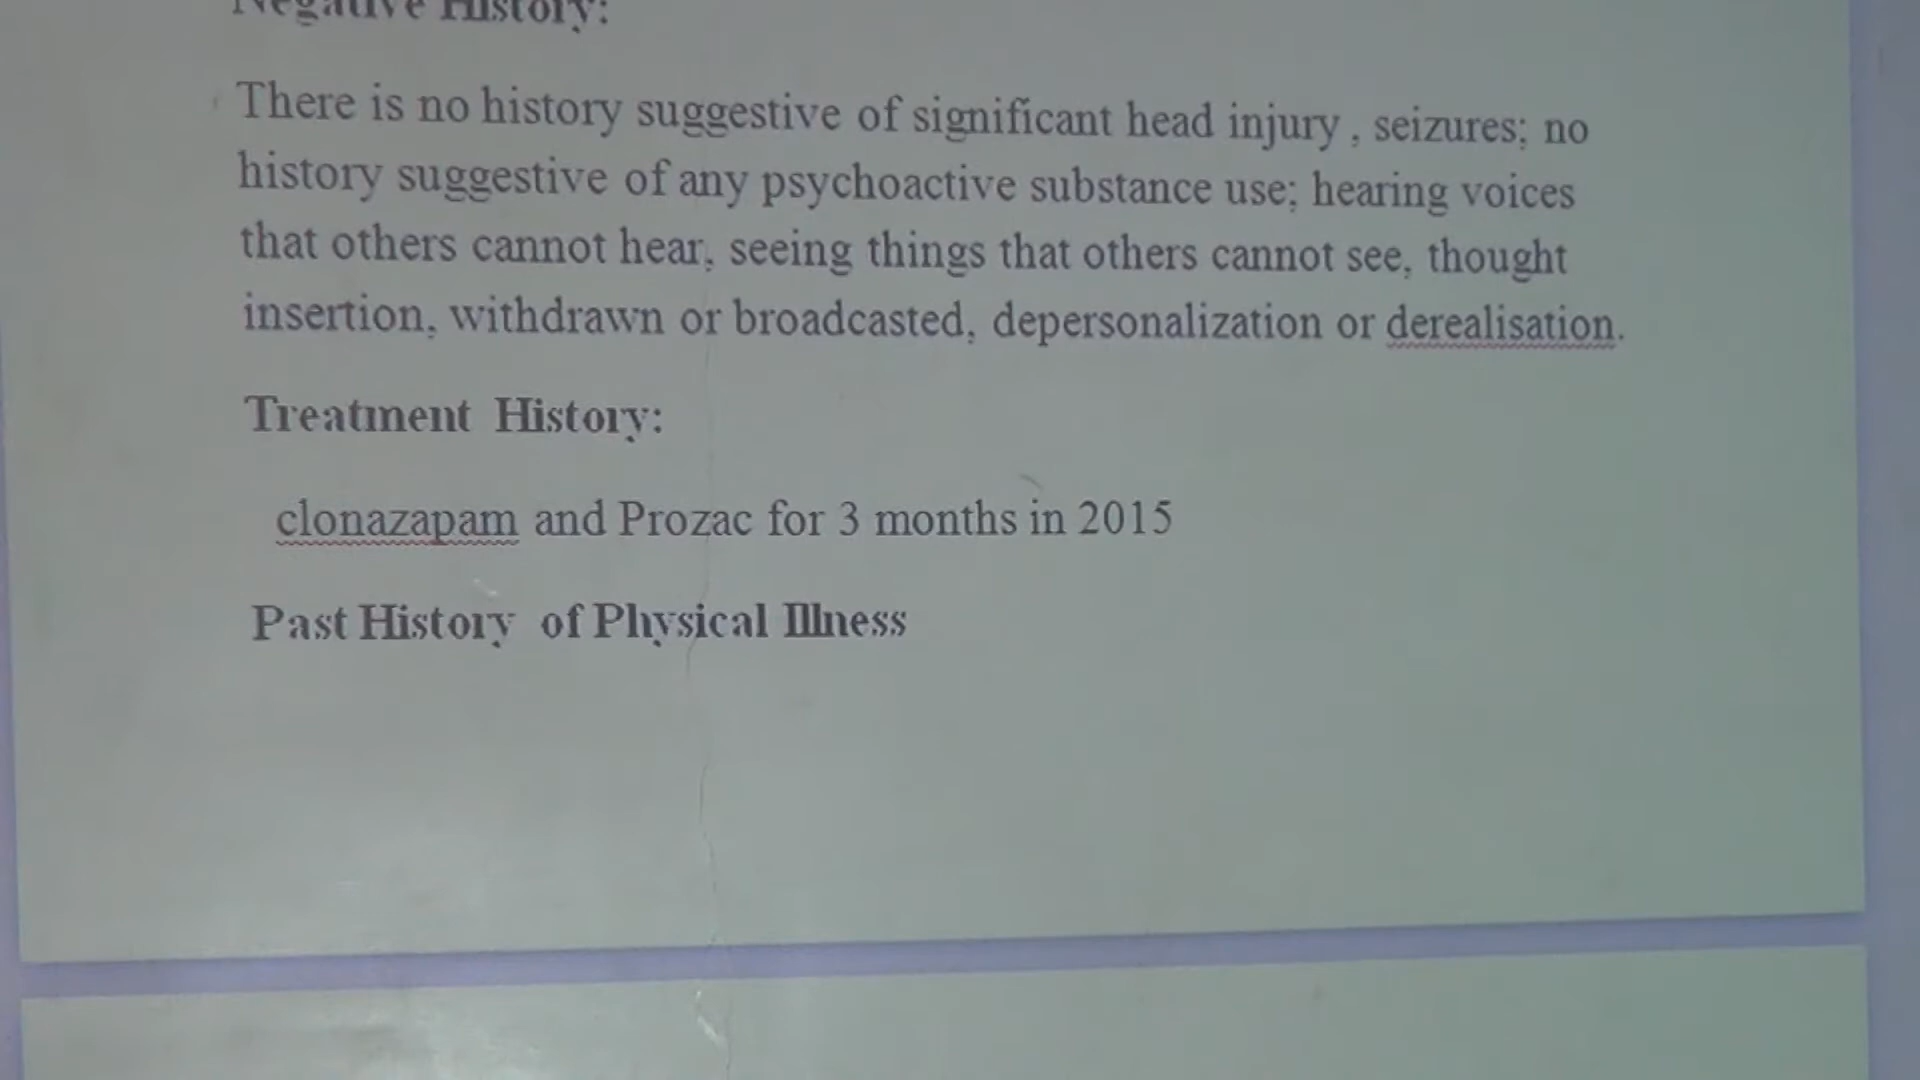 Negative History:
There is no history suggestive of significant head injury , seizures; no
history suggestive of any psychoactive substance use; hearing voices
that others cannot hear, seeing things that others cannot see, thought
insertion, withdrawn or broadcasted, depersonalization or derealisation.
Treatment History:
clonazapam and Prozac for 3 months in 2015
Past History of Physical Illness